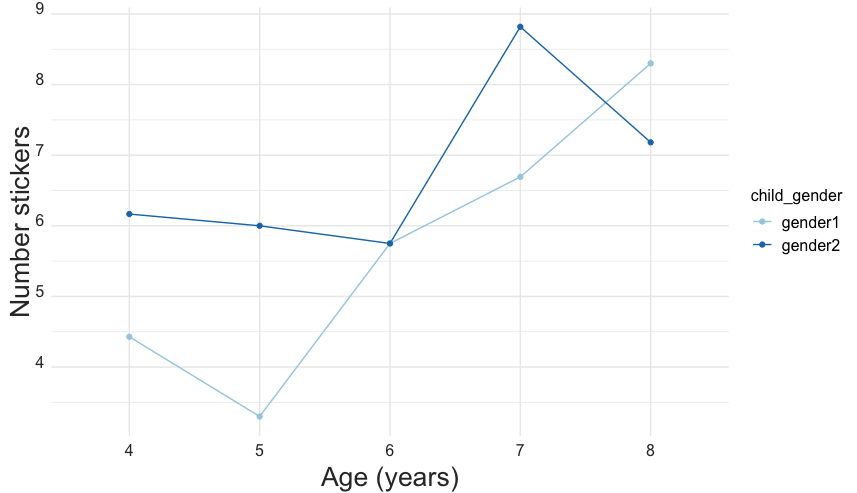 9
8
7
6
5
4
Number stickers
4 5 6 7 8
Age (years)
child_gender
gender1
gender2